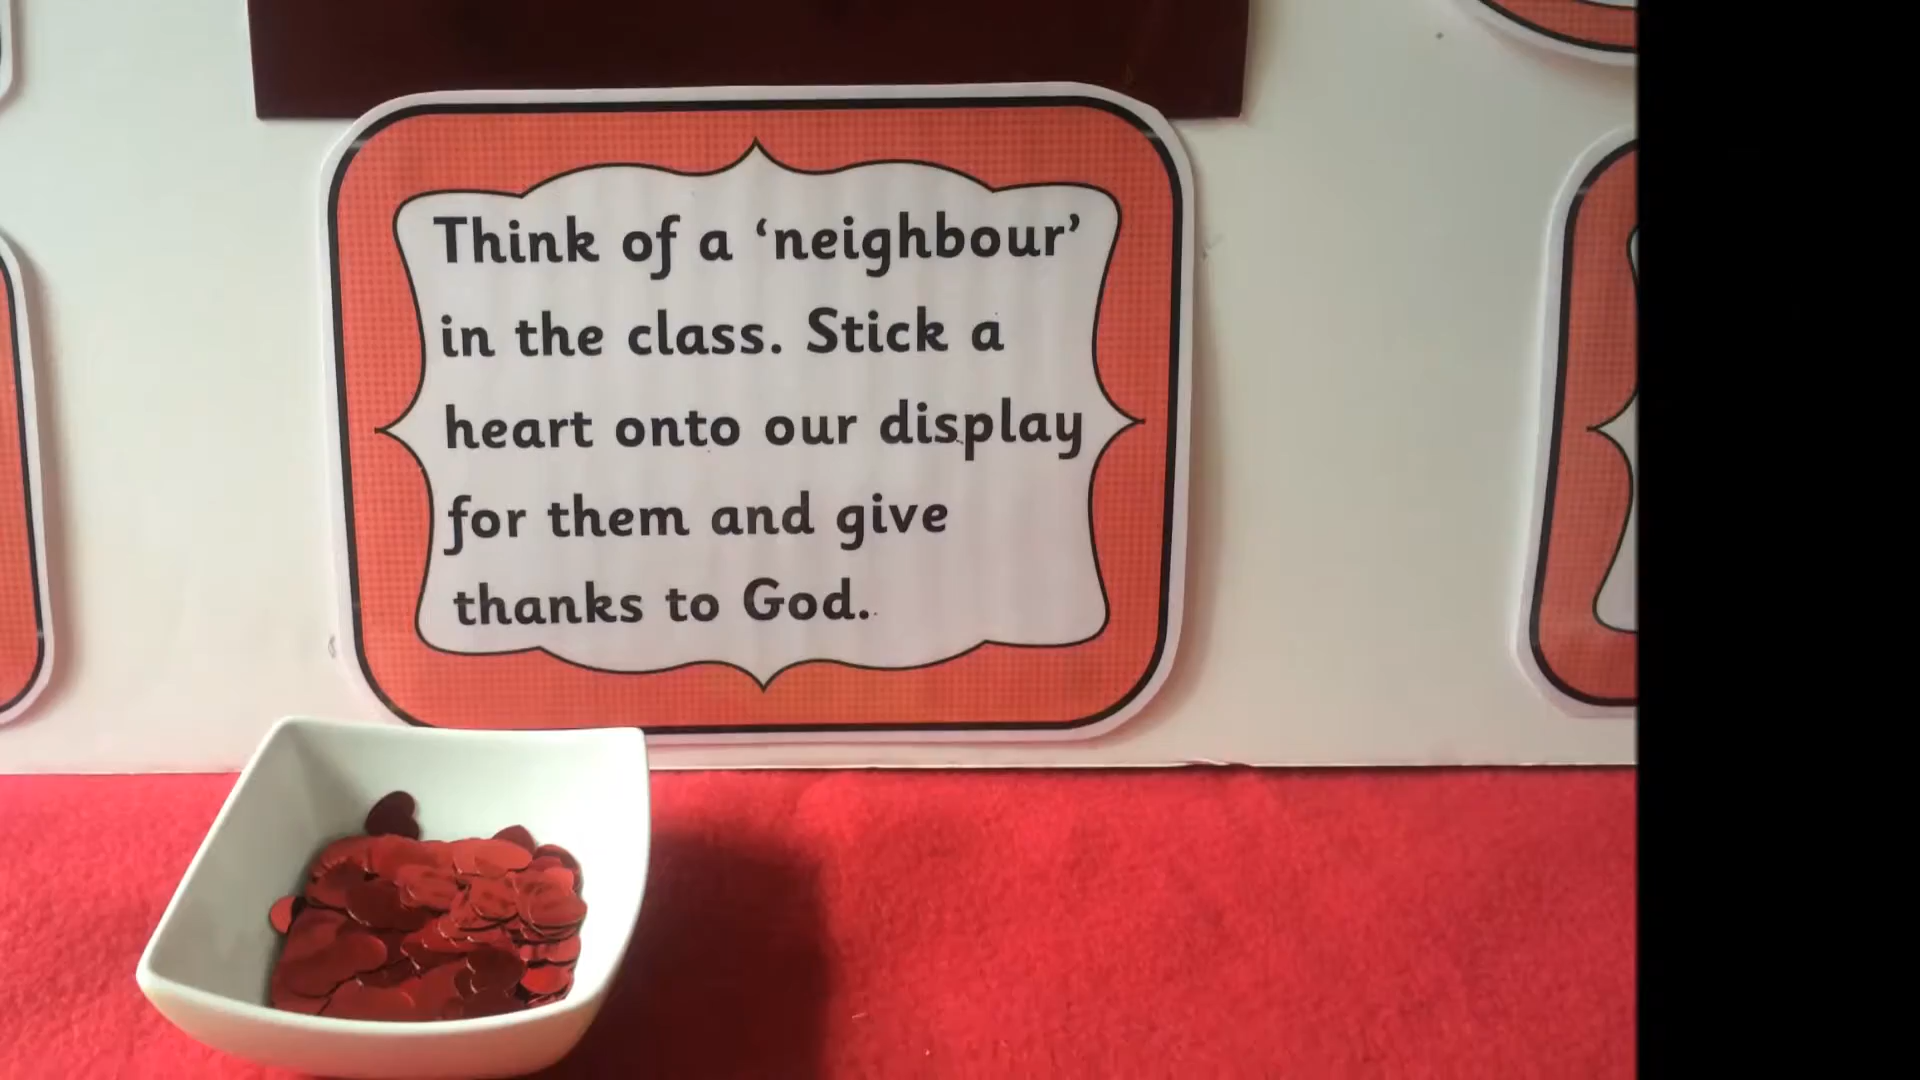 Think of a ‘neighbour’
in the class. Stick a
heart onto our display
for them and give
thanks to God.